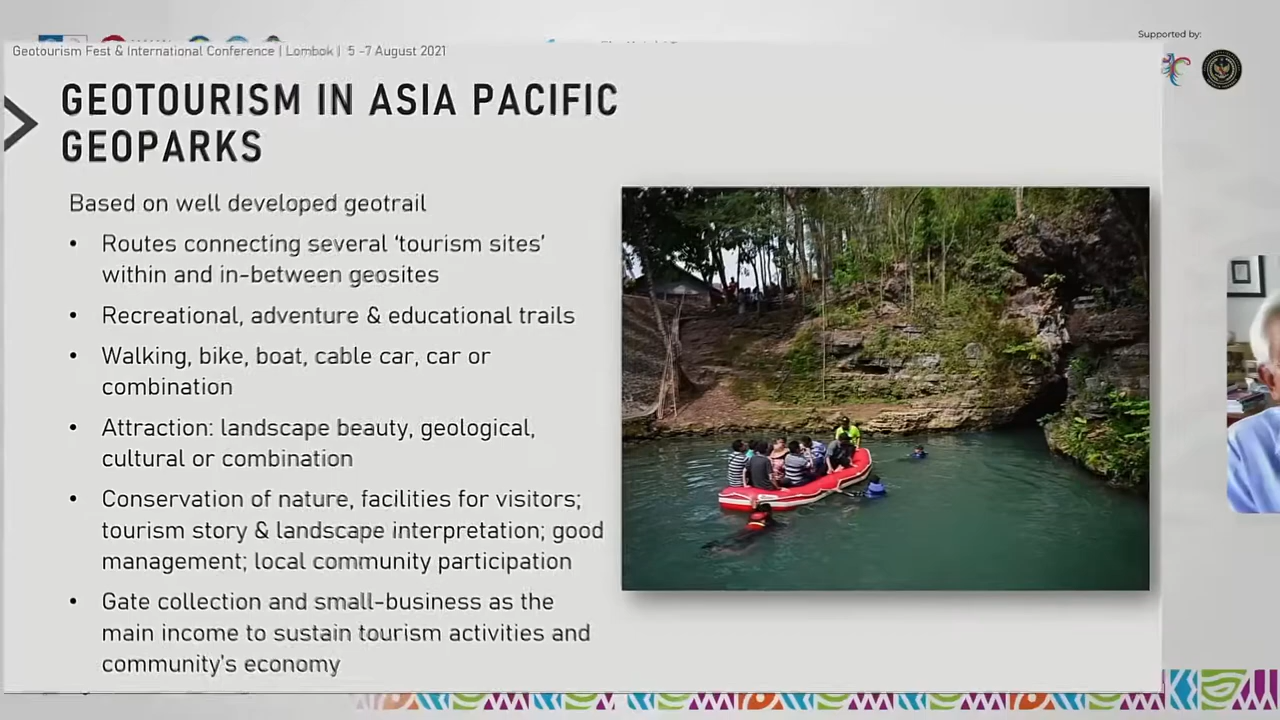 Supported by:
Geotourism Fest & International Conference | Lombok | 5 -7 August 2021
GEOTOURISM IN ASIA PACIFIC
GEOPARKS
Based on well developed geotrail
• Routes connecting several ‘tourism sites’
within and in-between geosites
• Recreational, adventure & educational trails
• Walking, bike, boat, cable car, car or
combination
• Attraction: landscape beauty, geological,
cultural or combination
• Conservation of nature, facilities for visitors;
tourism story & landscape interpretation; good
management; local community participation
• Gate collection and small-business as the
main income to sustain tourism activities and
community's economy